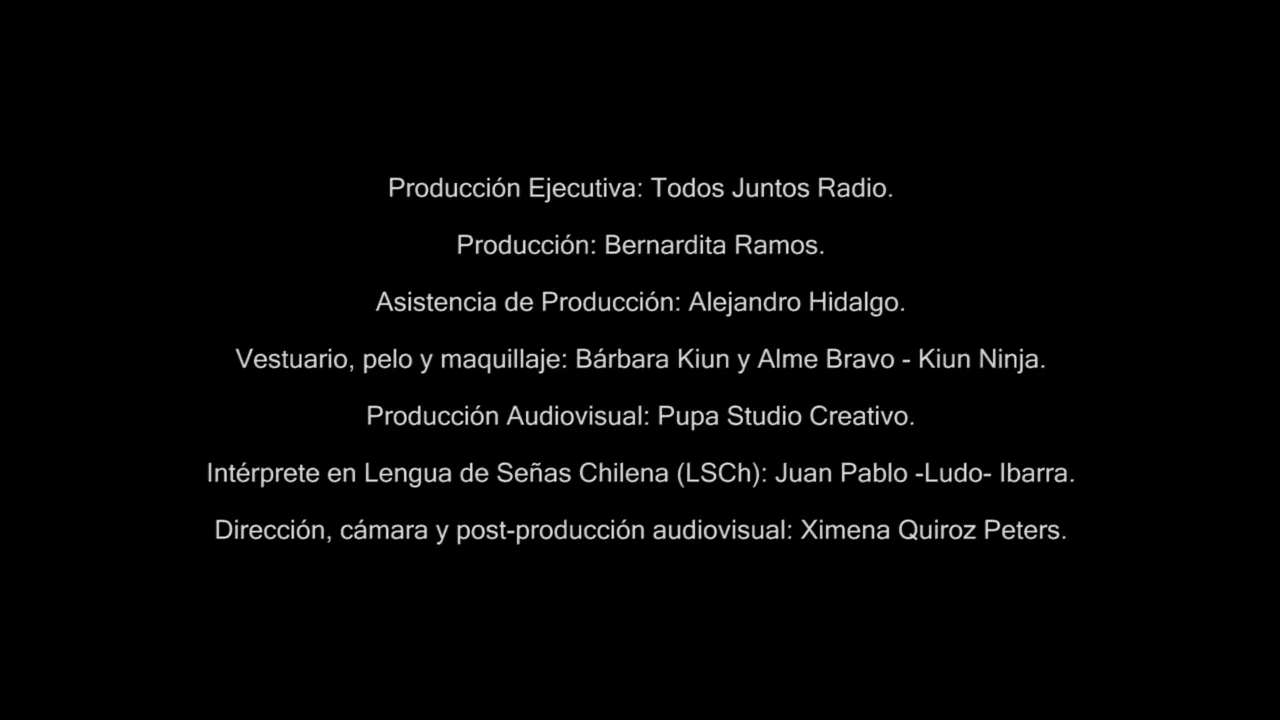 Producción Ejecutiva: Todos Juntos Radio.
Producción: Bernardita Ramos.
Asistencia de Producción: Alejandro Hidalgo.
Vestuario, pelo y maquillaje: Bárbara Kiun y Alme Bravo - Kiun Ninja.
Producción Audiovisual: Pupa Studio Creativo.
Intérprete en Lengua de Señas Chilena (LSCh): Juan Pablo -Ludo- Ibarra.
Dirección, cámara y post-producción audiovisual: Ximena Quiroz Peters.